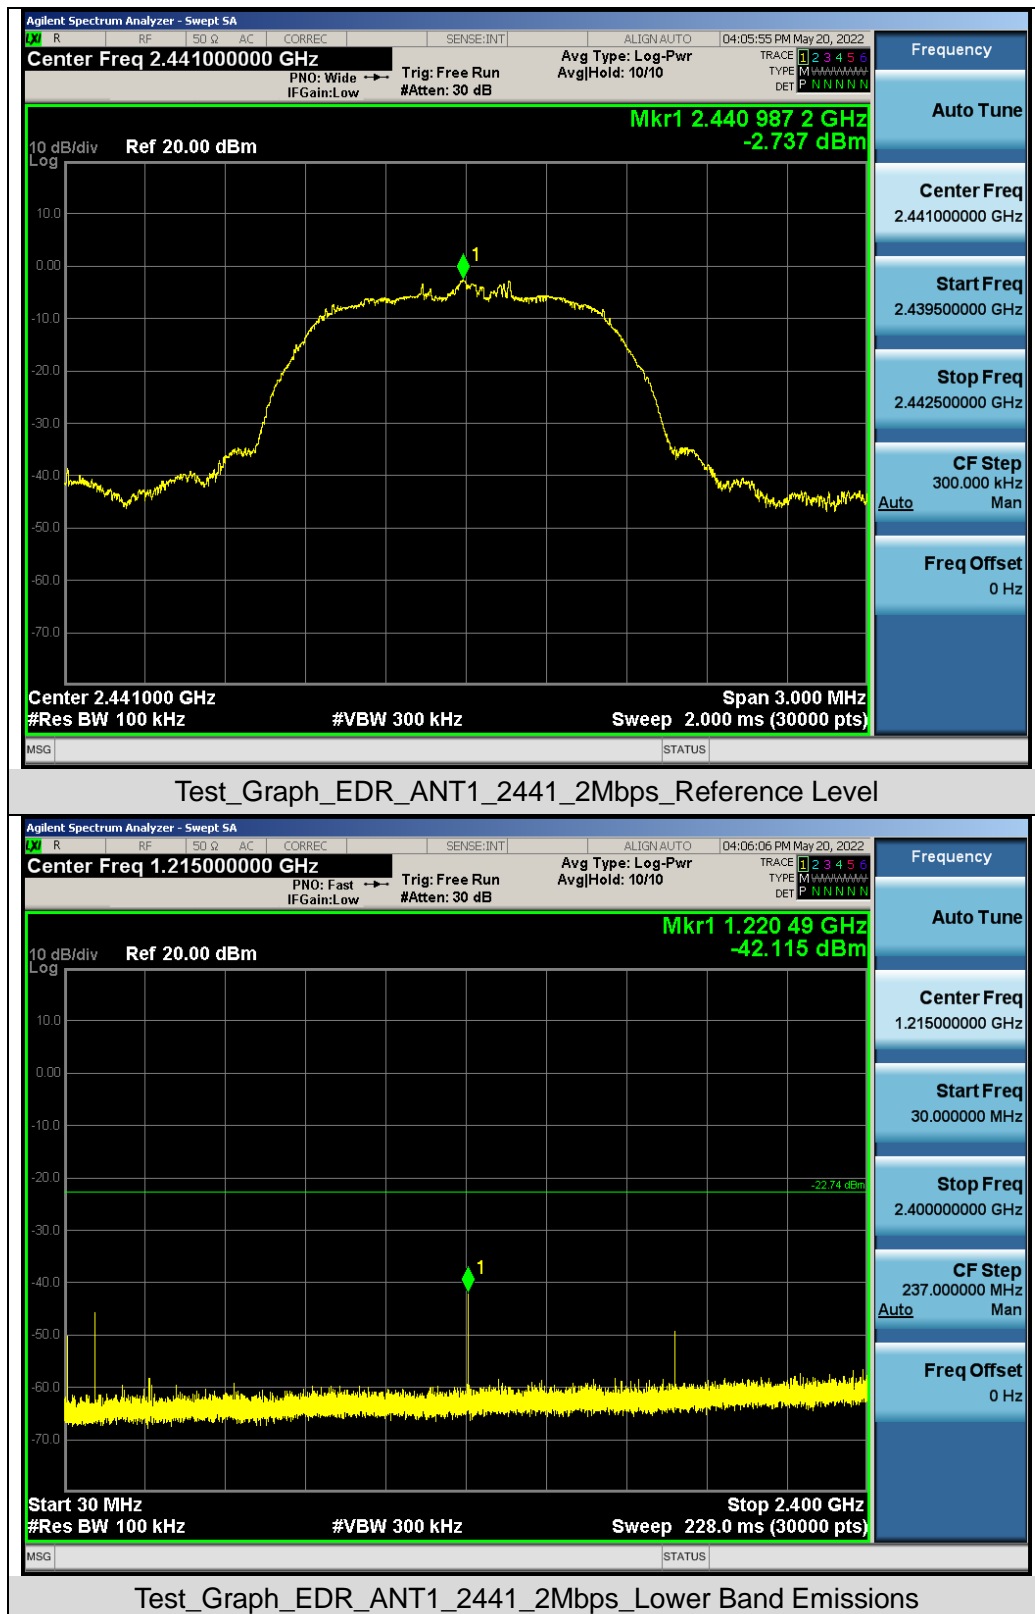 Agilent Spectrum Analyzer - Swept SA
LXI R RF 50 Ω AC CORREC SENSE:INT ALIGN AUTO 04:05:55 PM May 20, 2022
Center Freq 2.441000000 GHz
PNO: Wide
IFGain:Low
Trig: Free Run
#Atten: 30 dB
Avg Type: Log-Pwr
Avg|Hold: 10/10
TRACE 1 2 3 4 5 6
TYPE M
DET P N N N N N
Mkr1 2.440 987 2 GHz
-2.737 dBm
10 dB/div Ref 20.00 dBm
Log
10.0
0.00
-10.0
-20.0
-30.0
-40.0
-50.0
-60.0
-70.0
1
Center 2.441000 GHz Span 3.000 MHz
#Res BW 100 kHz #VBW 300 kHz Sweep 2.000 ms (30000 pts)
MSG STATUS
Frequency
Auto Tune
Center Freq
2.441000000 GHz
Start Freq
2.439500000 GHz
Stop Freq
2.442500000 GHz
CF Step
300.000 kHz
Auto Man
Freq Offset
0 Hz
Test_Graph_EDR_ANT1_2441_2Mbps_Reference Level
Agilent Spectrum Analyzer - Swept SA
LXI R RF 50 Ω AC CORREC SENSE:INT ALIGN AUTO 04:06:06 PM May 20, 2022
Center Freq 1.215000000 GHz
PNO: Fast
IFGain:Low
Trig: Free Run
#Atten: 30 dB
Avg Type: Log-Pwr
Avg|Hold: 10/10
TRACE 1 2 3 4 5 6
TYPE M
DET P N N N N N
Mkr1 1.220 49 GHz
-42.115 dBm
10 dB/div Ref 20.00 dBm
Log
10.0
0.00
-10.0
-20.0
-30.0
-40.0
-50.0
-60.0
-70.0
-22.74 dBm
1
Start 30 MHz Stop 2.400 GHz
#Res BW 100 kHz #VBW 300 kHz Sweep 228.0 ms (30000 pts)
MSG STATUS
Frequency
Auto Tune
Center Freq
1.215000000 GHz
Start Freq
30.000000 MHz
Stop Freq
2.400000000 GHz
CF Step
237.000000 MHz
Auto Man
Freq Offset
0 Hz
Test_Graph_EDR_ANT1_2441_2Mbps_Lower Band Emissions